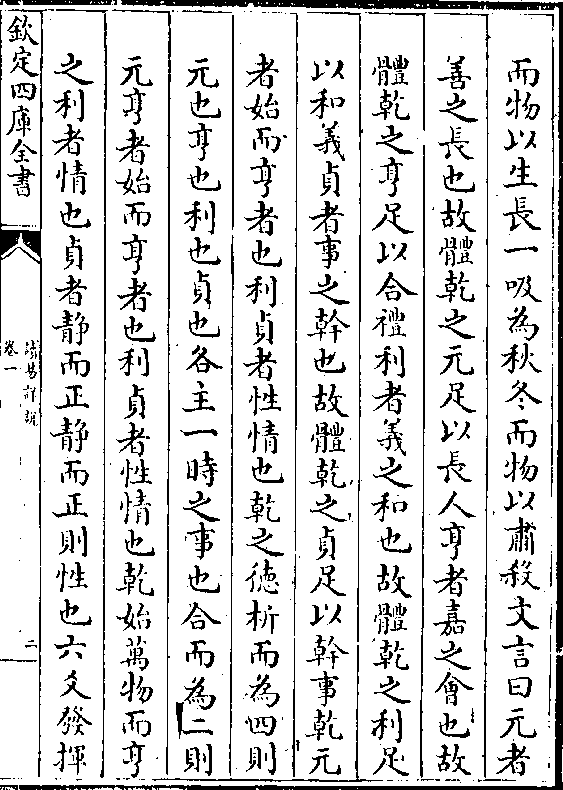 而物以生長一吸為秋冬而物以肅殺文言曰元者
善之長也故體乾之元足以長人亨者嘉之會也故
體乾之亨足以合禮利者義之和也故體乾之利足
以和義貞者事之幹也故體乾之貞足以幹事乾元
者始而亨者也利貞者性情也乾之德析而為四則
元也亨也利也貞也各主一時之事也合而為二則
元亨者始而亨者也利貞者性情也乾始萬物而亨
之利者情也貞者静而正静而正則性也六爻發揮
欽定四庫全書
讀易詳說
卷一
二